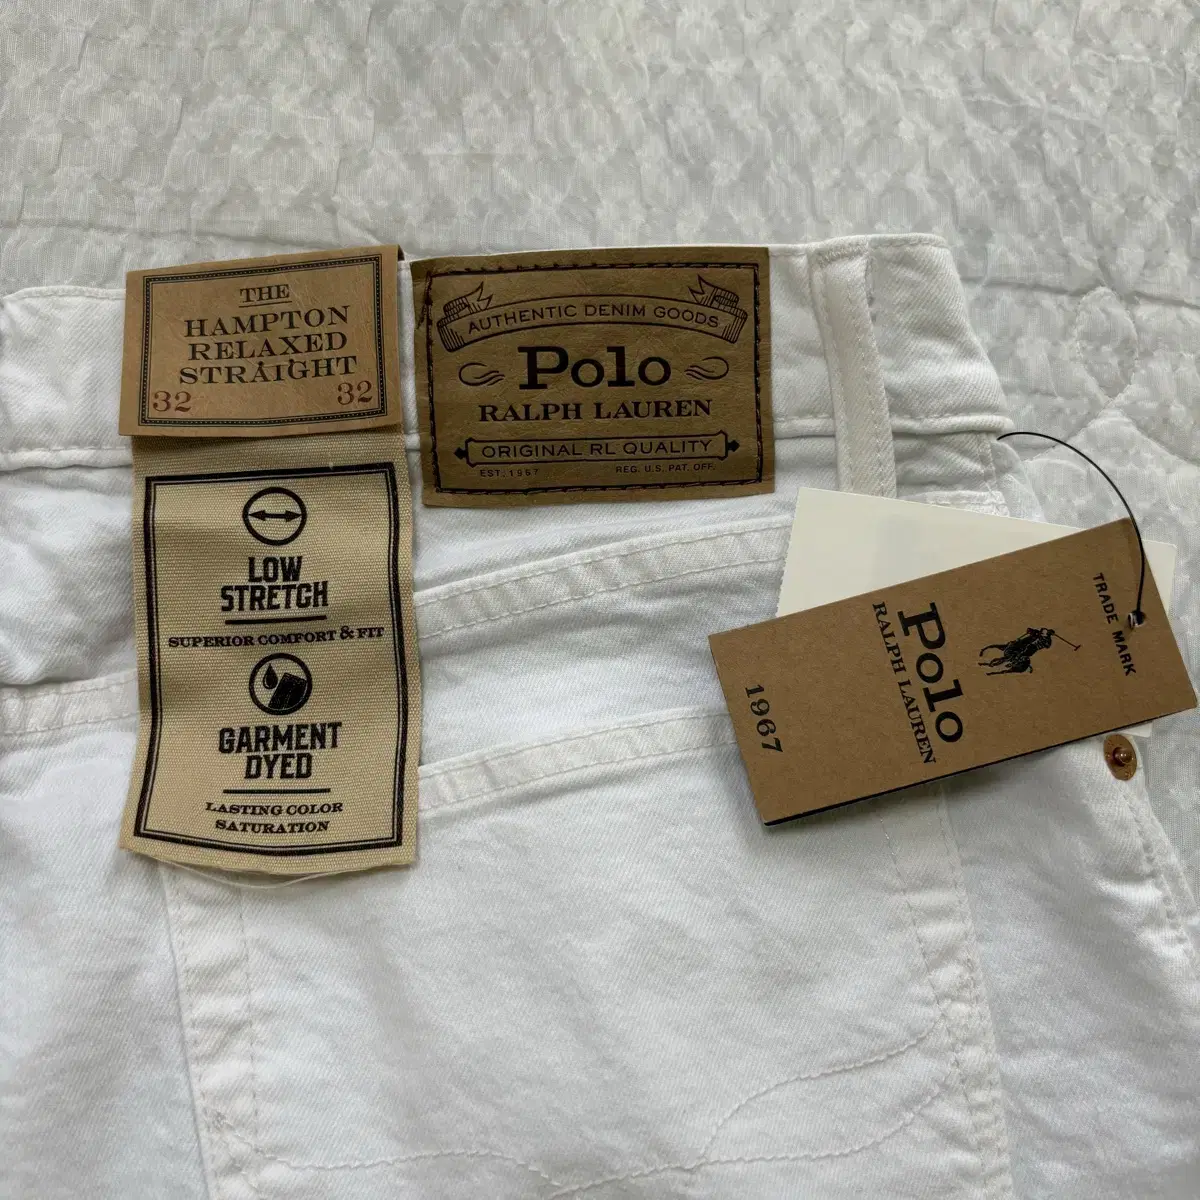 THE
HAMPTON
RELAXED
STRAIGHT
32 32
LOW
STRETCH
SUPERIOR COMFORT & FIT
GARMENT
DYED
LASTING COLOR
SATURATION
AUTHENTIC DENIM GOODS
Polo
RALPH LAUREN
ORIGINAL RL QUALITY
EST. 1967 REG. U.S. PAT. OFF.
TRADE MARK
Polo
RALPH LAUREN
1967